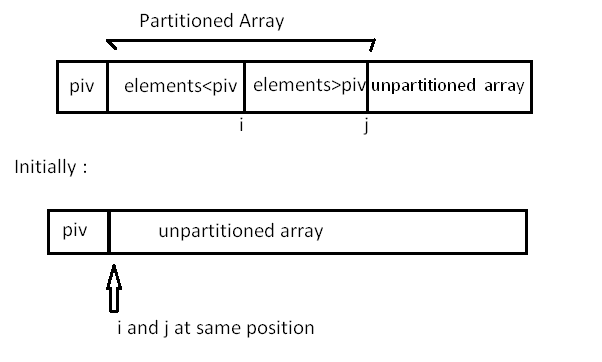 Partitioned Array
piv elements<piv elements>piv unpartitioned array
i j
Initially :
piv unpartitioned array
i and j at same position